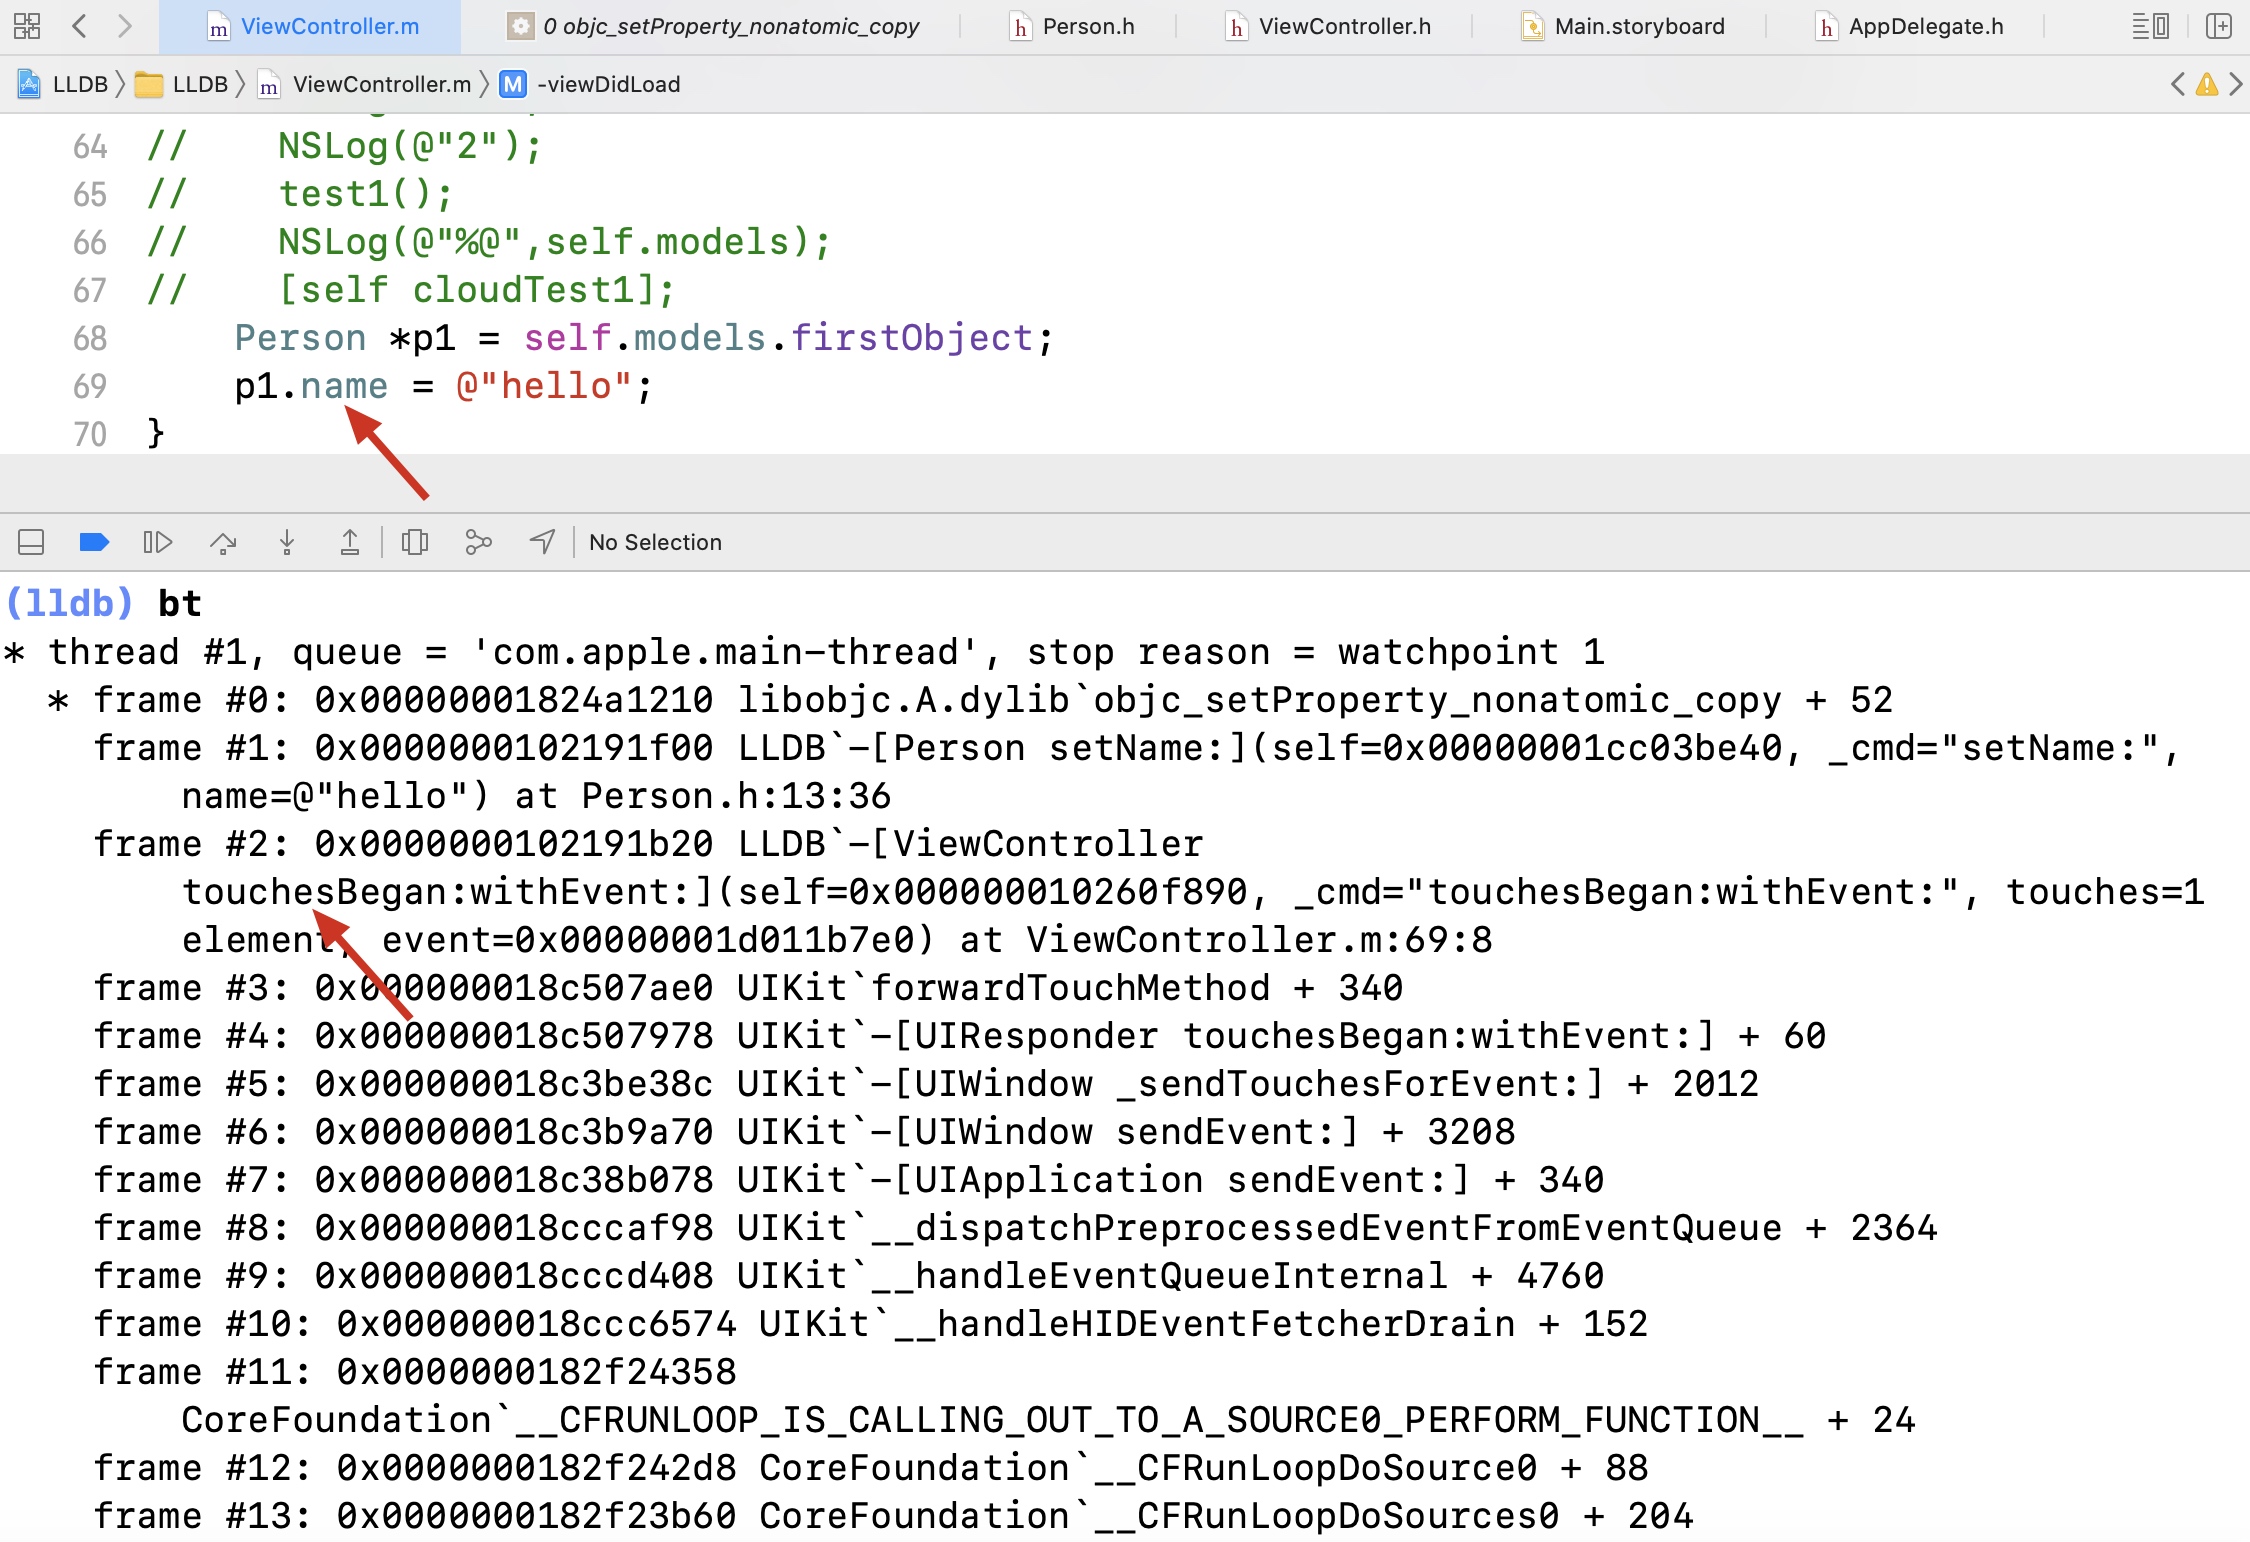 ViewController.m 0 objc_setProperty_nonatomic_copy Person.h ViewController.h Main.storyboard AppDelegate.h
LLDB LLDB ViewController.m M -viewDidLoad
64 // NSLog(@"2");
65 // test1();
66 // NSLog(@"%@",self.models);
67 // [self cloudTest1];
68 Person *p1 = self.models.firstObject;
69 p1.name = @"hello";
70 }
No Selection
(lldb) bt
* thread #1, queue = 'com.apple.main-thread', stop reason = watchpoint 1
* frame #0: 0x00000001824a1210 libobjc.A.dylib`objc_setProperty_nonatomic_copy + 52
frame #1: 0x0000000102191f00 LLDB`-[Person setName:](self=0x00000001cc03be40, _cmd="setName:",
name=@"hello") at Person.h:13:36
frame #2: 0x0000000102191b20 LLDB`-[ViewController
touchesBegan:withEvent:](self=0x000000010260f890, _cmd="touchesBegan:withEvent:", touches=1
element, event=0x00000001d011b7e0) at ViewController.m:69:8
frame #3: 0x000000018c507ae0 UIKit`forwardTouchMethod + 340
frame #4: 0x000000018c507978 UIKit`-[UIResponder touchesBegan:withEvent:] + 60
frame #5: 0x000000018c3be38c UIKit`-[UIWindow _sendTouchesForEvent:] + 2012
frame #6: 0x000000018c3b9a70 UIKit`-[UIWindow sendEvent:] + 3208
frame #7: 0x000000018c38b078 UIKit`-[UIApplication sendEvent:] + 340
frame #8: 0x000000018cccaf98 UIKit`__dispatchPreprocessedEventFromEventQueue + 2364
frame #9: 0x000000018cccd408 UIKit`__handleEventQueueInternal + 4760
frame #10: 0x000000018ccc6574 UIKit`__handleHIDEventFetcherDrain + 152
frame #11: 0x0000000182f24358
CoreFoundation`__CFRUNLOOP_IS_CALLING_OUT_TO_A_SOURCE0_PERFORM_FUNCTION__ + 24
frame #12: 0x0000000182f242d8 CoreFoundation`__CFRunLoopDoSource0 + 88
frame #13: 0x0000000182f23b60 CoreFoundation`__CFRunLoopDoSources0 + 204